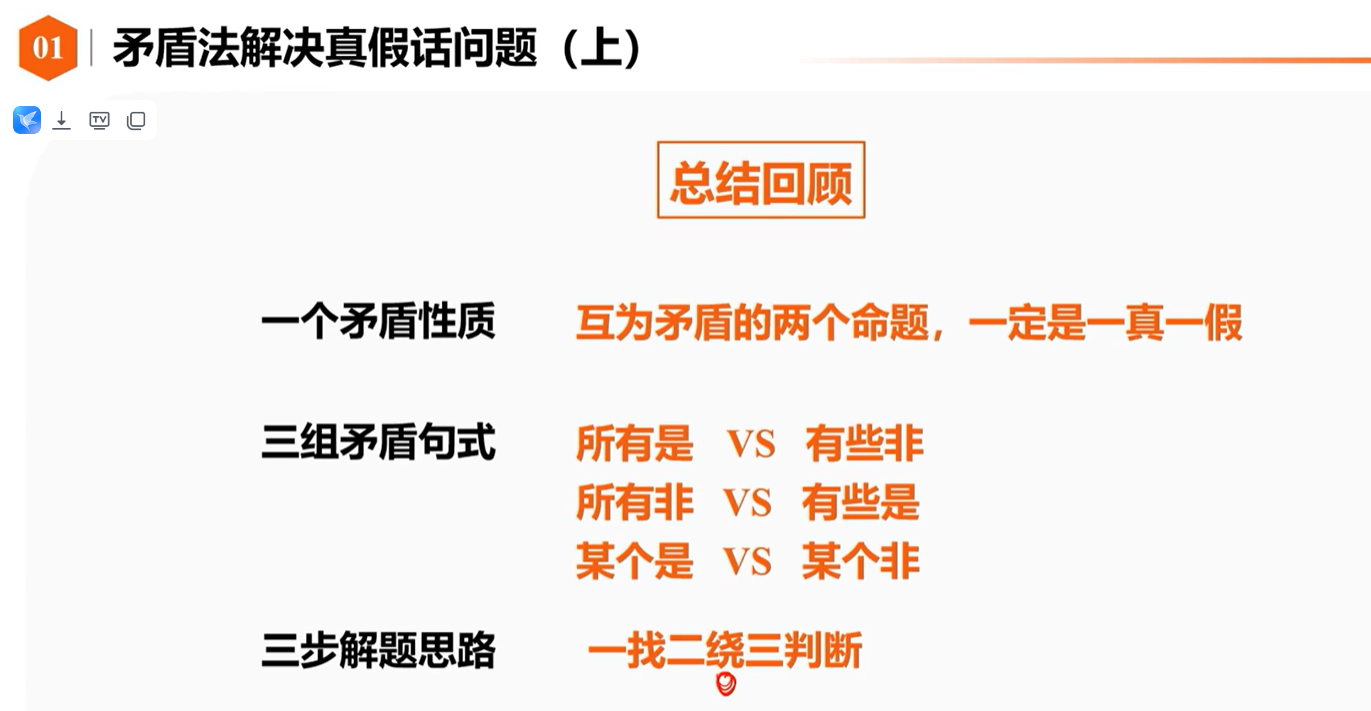 01 矛盾法解决真假话问题（上）
TV
总结回顾
一个矛盾性质 互为矛盾的两个命题，一定是一真一假
三组矛盾句式 所有是 VS 有些非
所有非 VS 有些是
某个是 VS 某个非
三步解题思路 一找二绕三判断